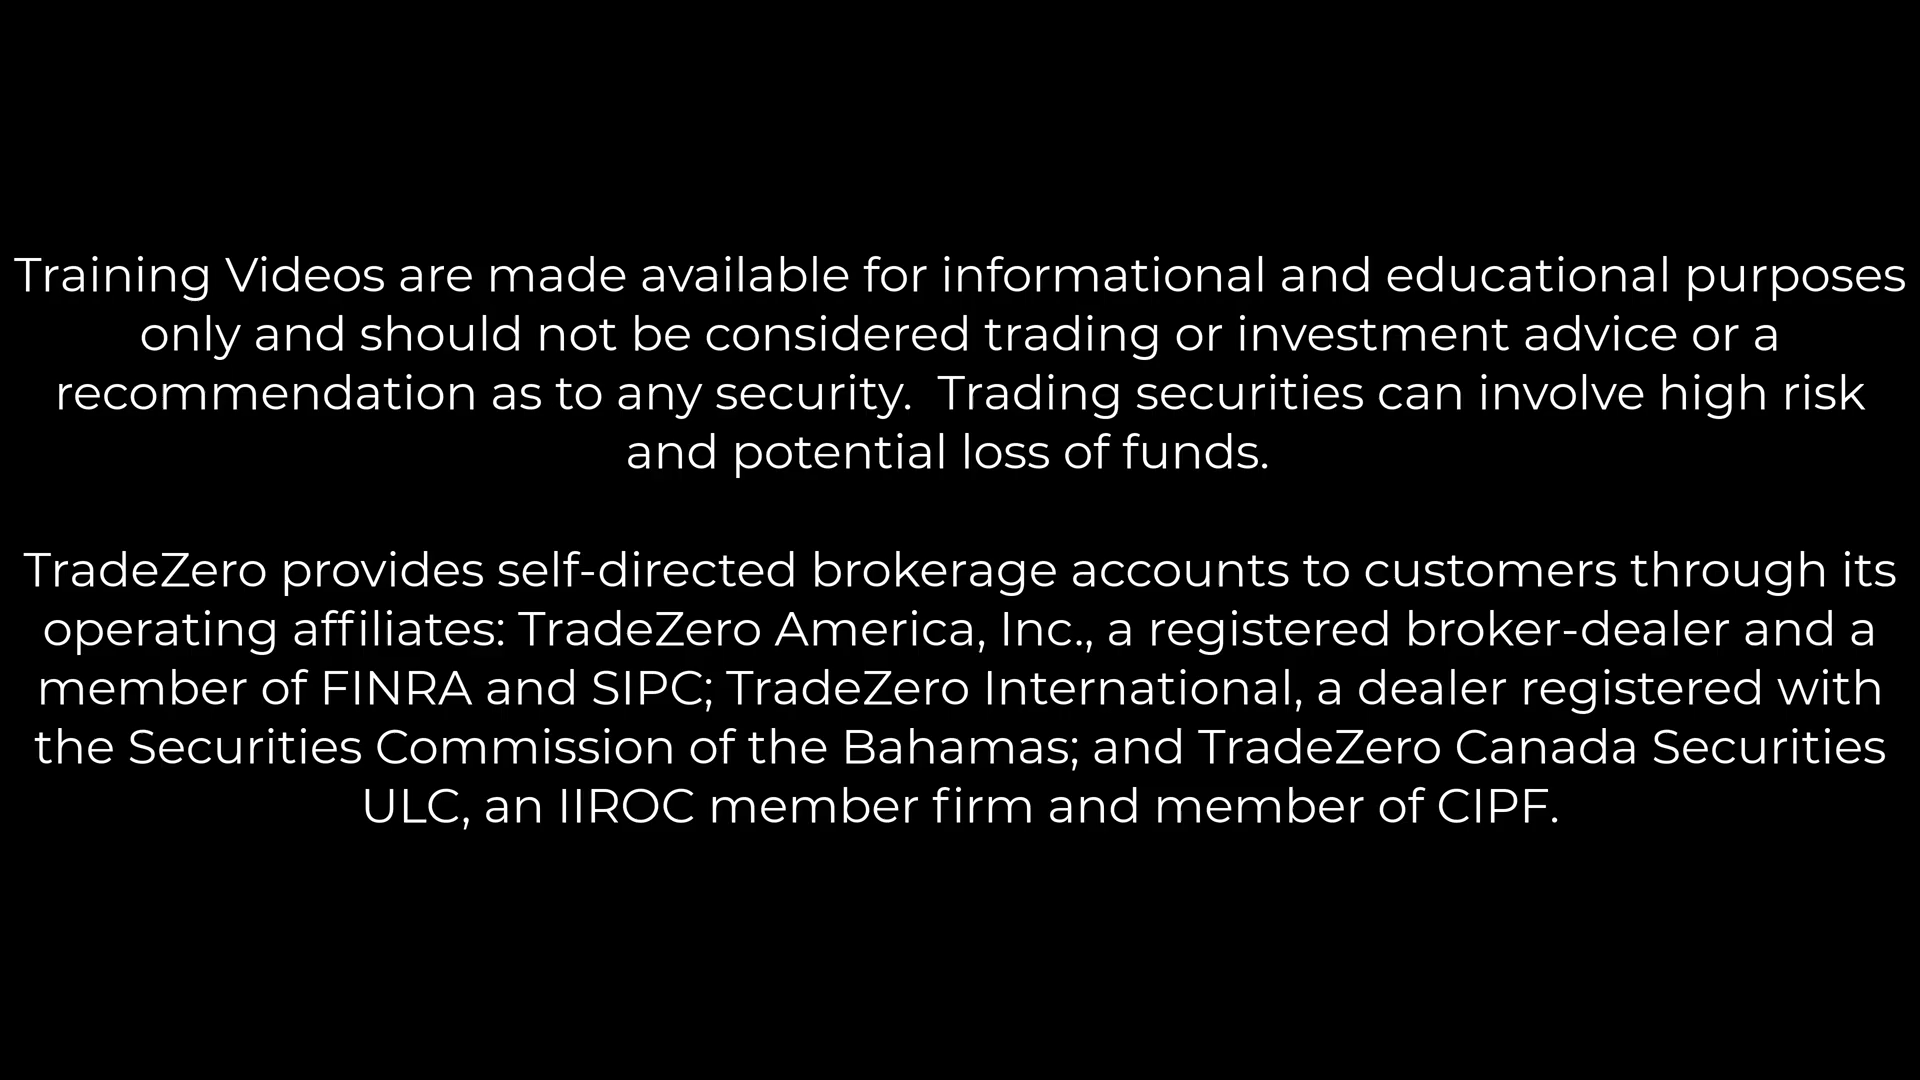 Training Videos are made available for informational and educational purposes
only and should not be considered trading or investment advice or a
recommendation as to any security.  Trading securities can involve high risk
and potential loss of funds.
TradeZero provides self-directed brokerage accounts to customers through its
operating affiliates: TradeZero America, Inc., a registered broker-dealer and a
member of FINRA and SIPC; TradeZero International, a dealer registered with
the Securities Commission of the Bahamas; and TradeZero Canada Securities
ULC, an IIROC member firm and member of CIPF.